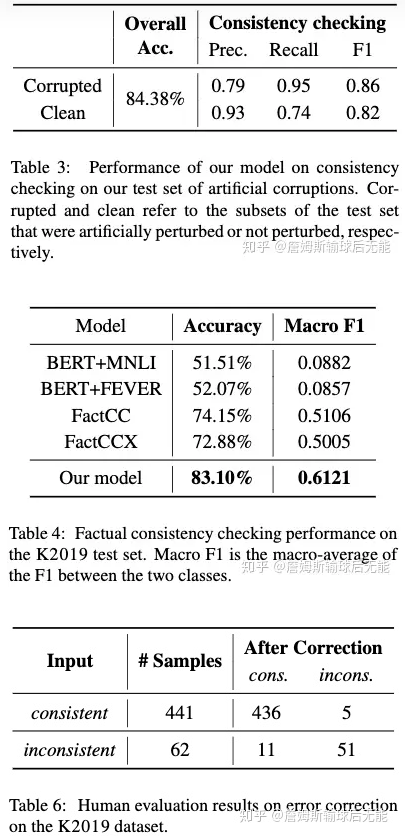 Overall Consistency checking
Acc. Prec. Recall F1
Corrupted 84.38% 0.79 0.95 0.86
Clean 0.93 0.74 0.82
Table 3: Performance of our model on consistency
checking on our test set of artificial corruptions. Cor-
rupted and clean refer to the subsets of the test set
that were artificially perturbed or not perturbed, respec-
tively.
知乎 @詹姆斯输球后无能
Model Accuracy Macro F1
BERT+MNLI 51.51% 0.0882
BERT+FEVER 52.07% 0.0857
FactCC 74.15% 0.5106
FactCCX 72.88% 0.5005
Our model 83.10% 0.6121
Table 4: Factual consistency checking performance on
the K2019 test set. Macro F1 is the macro-average of
the F1 between the two classes.
知乎 @詹姆斯输球后无能
Input # Samples After Correction
cons. incons.
consistent 441 436 5
inconsistent 62 11 51
Table 6: Human evaluation results on error correction
on the K2019 dataset.
知乎 @詹姆斯输球后无能